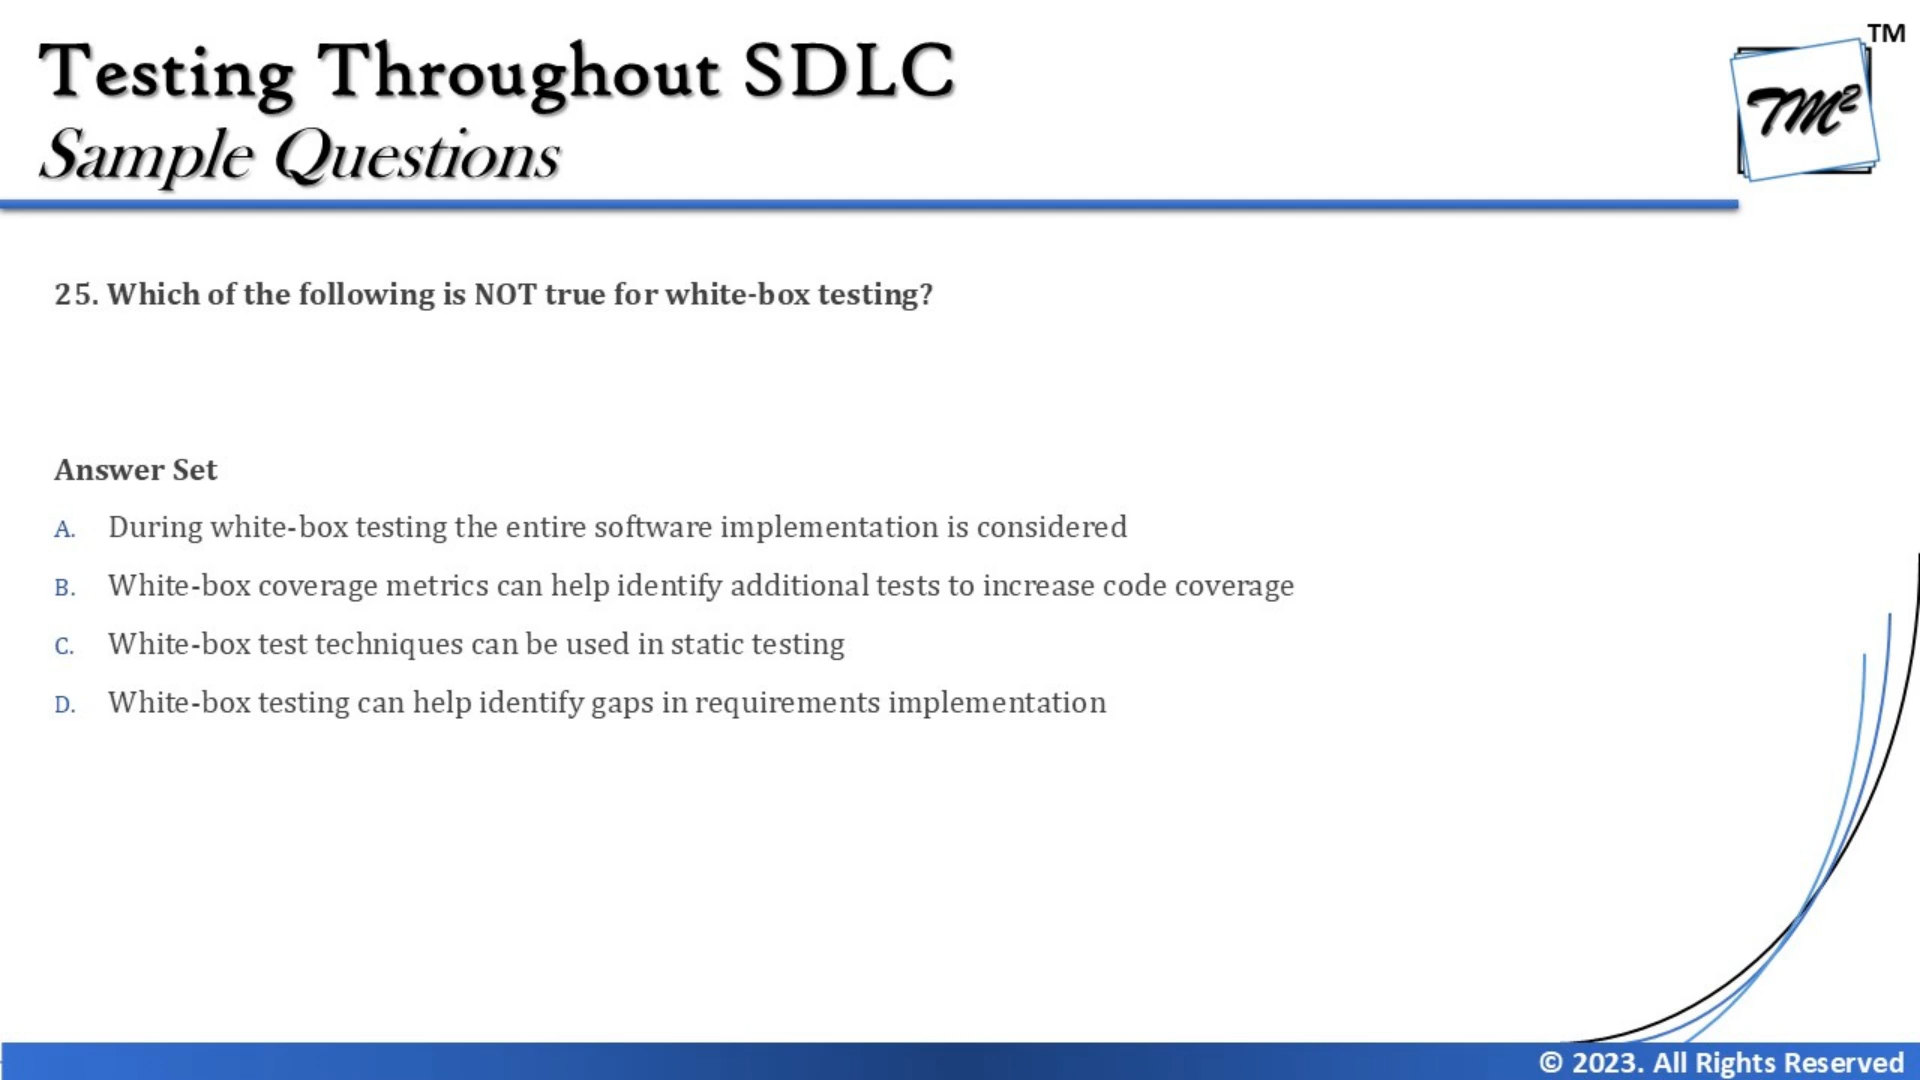 Testing Throughout SDLC
Sample Questions
TM
TM²
25. Which of the following is NOT true for white-box testing?
Answer Set
A. During white-box testing the entire software implementation is considered
B. White-box coverage metrics can help identify additional tests to increase code coverage
C. White-box test techniques can be used in static testing
D. White-box testing can help identify gaps in requirements implementation
© 2023. All Rights Reserved